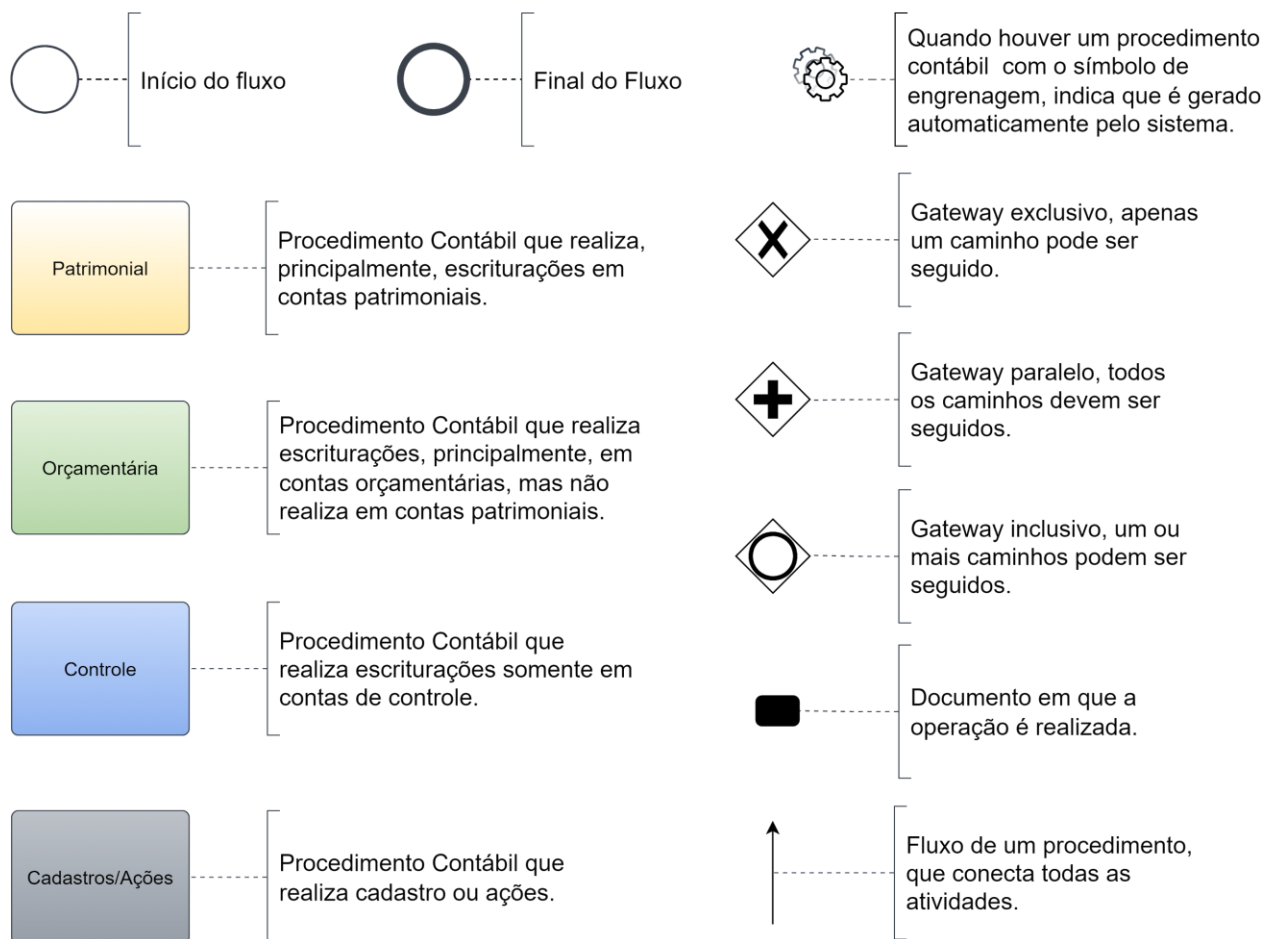 Início do fluxo
Final do Fluxo
Quando houver um procedimento
contábil com o símbolo de
engrenagem, indica que é gerado
automaticamente pelo sistema.
Patrimonial
Procedimento Contábil que realiza,
principalmente, escriturações em
contas patrimoniais.
Gateway exclusivo, apenas
um caminho pode ser
seguido.
Orçamentária
Procedimento Contábil que realiza
escriturações, principalmente, em
contas orçamentárias, mas não
realiza em contas patrimoniais.
Gateway paralelo, todos
os caminhos devem ser
seguidos.
Gateway inclusivo, um ou
mais caminhos podem ser
seguidos.
Controle
Procedimento Contábil que
realiza escriturações somente em
contas de controle.
Documento em que a
operação é realizada.
Cadastros/Ações
Procedimento Contábil que
realiza cadastro ou ações.
Fluxo de um procedimento,
que conecta todas as
atividades.